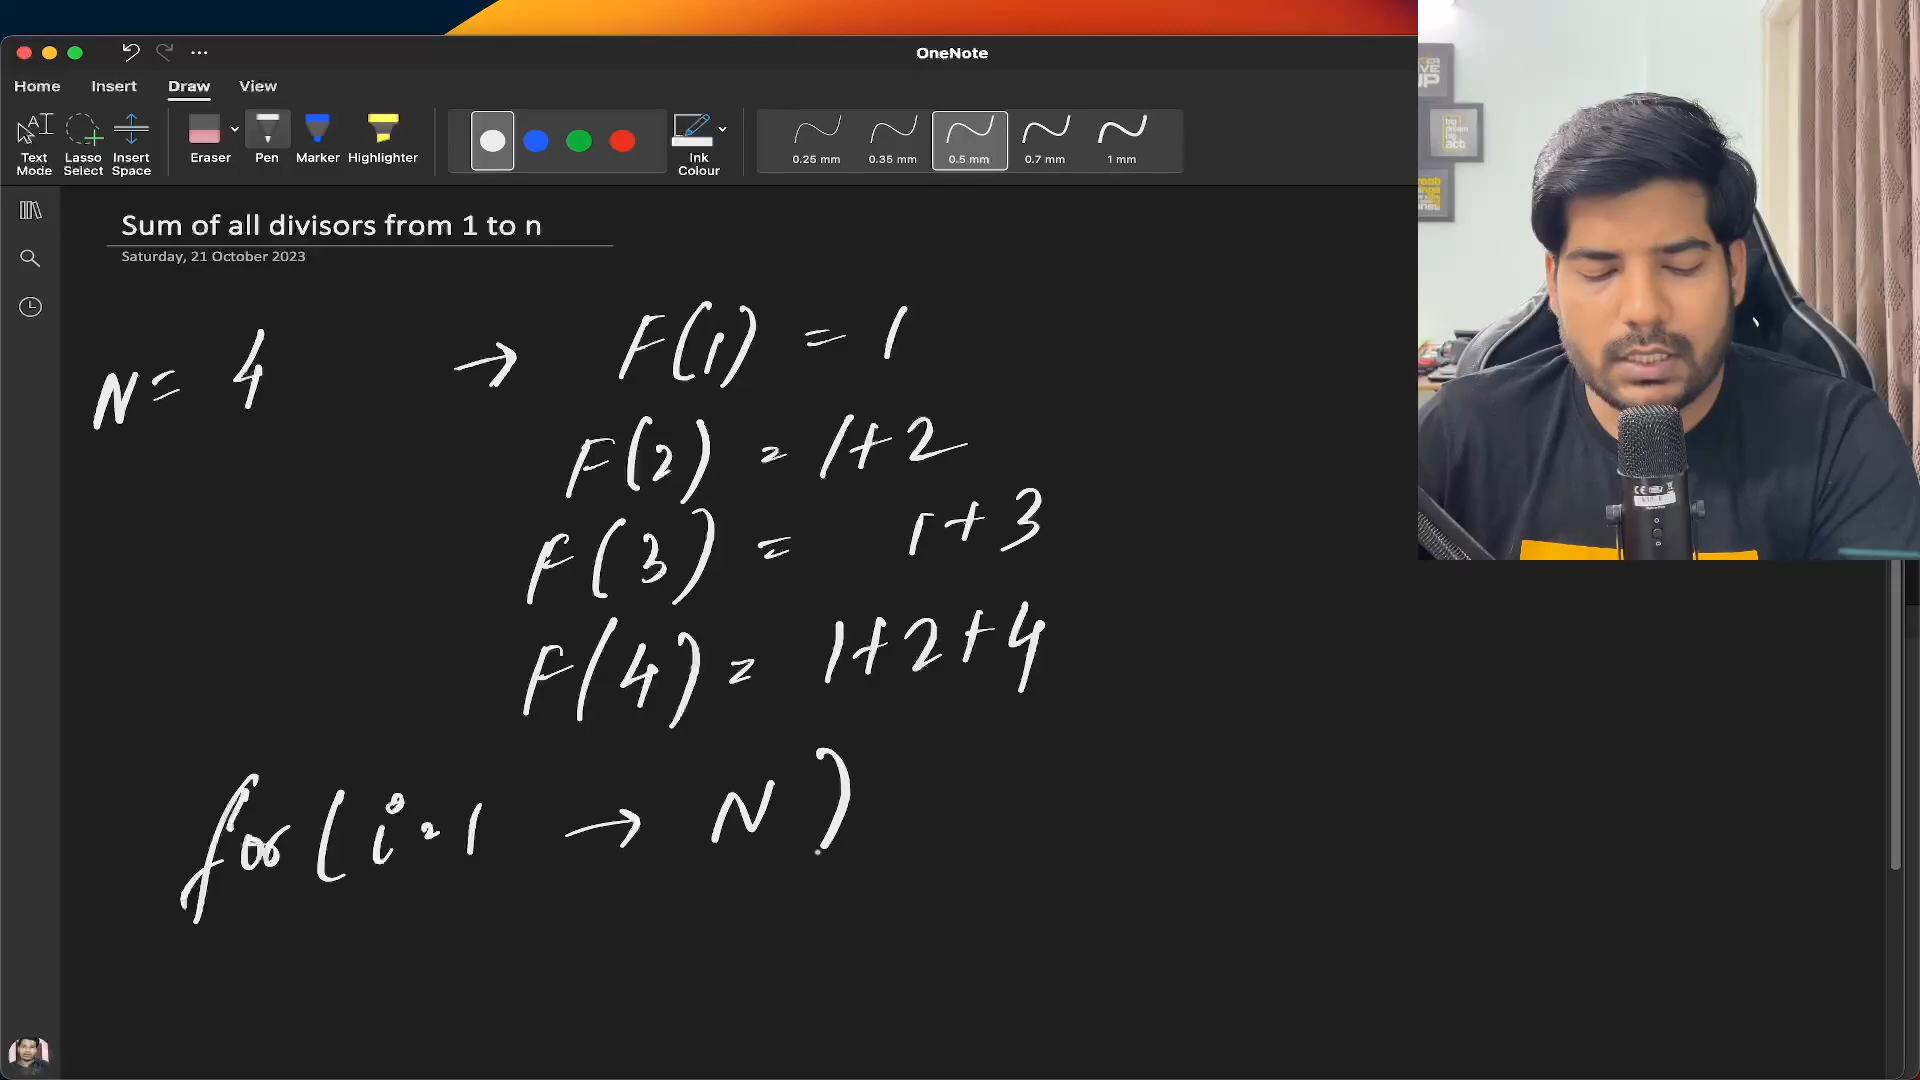 OneNote
Home Insert Draw View
Text Mode
Lasso Select
Insert Space
Eraser
Pen
Marker
Highlighter
Ink Colour
0.25 mm
0.35 mm
0.5 mm
0.7 mm
1 mm
Sum of all divisors from 1 to n
Saturday, 21 October 2023
N = 4 → F(1) = 1
F(2) = 1+2
F(3) = 1+3
F(4) = 1+2+4
for( i=1 → N )